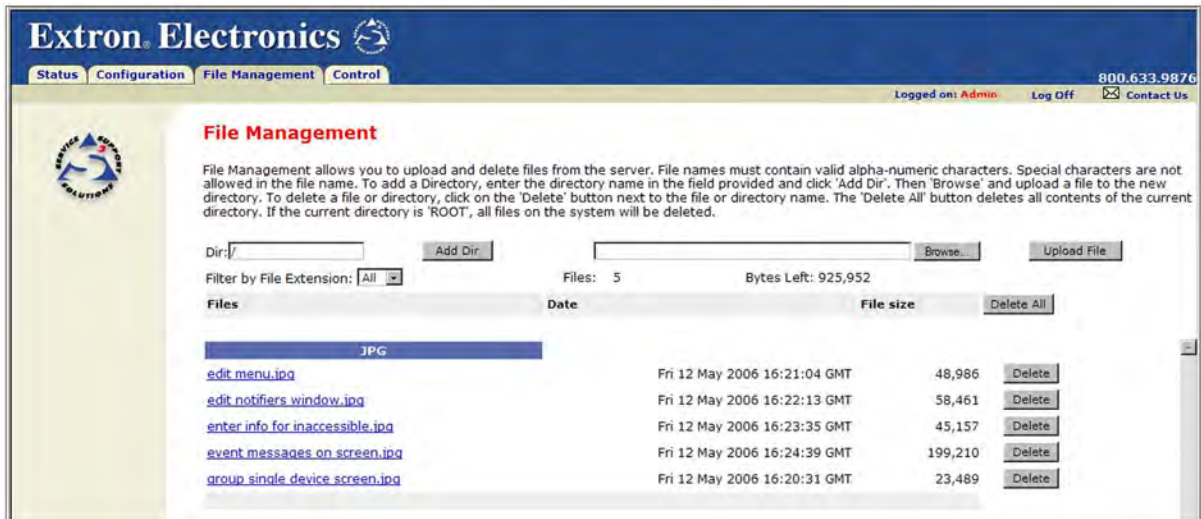 Extron® Electronics
Status Configuration File Management Control
800.633.9876
Logged on: Admin Log Off Contact Us
SERVICE SUPPORT SOLUTIONS S3
File Management
File Management allows you to upload and delete files from the server. File names must contain valid alpha-numeric characters. Special characters are not
allowed in the file name. To add a Directory, enter the directory name in the field provided and click 'Add Dir'. Then 'Browse' and upload a file to the new
directory. To delete a file or directory, click on the 'Delete' button next to the file or directory name. The 'Delete All' button deletes all contents of the current
directory. If the current directory is 'ROOT', all files on the system will be deleted.
Dir: / Add Dir Browse... Upload File
Filter by File Extension: All Files: 5 Bytes Left: 925,952
Files Date File size Delete All
JPG
edit menu.jpg Fri 12 May 2006 16:21:04 GMT 48,986 Delete
edit notifiers window.jpg Fri 12 May 2006 16:22:13 GMT 58,461 Delete
enter info for inaccessible.jpg Fri 12 May 2006 16:23:35 GMT 45,157 Delete
event messages on screen.jpg Fri 12 May 2006 16:24:39 GMT 199,210 Delete
group single device screen.jpg Fri 12 May 2006 16:20:31 GMT 23,489 Delete